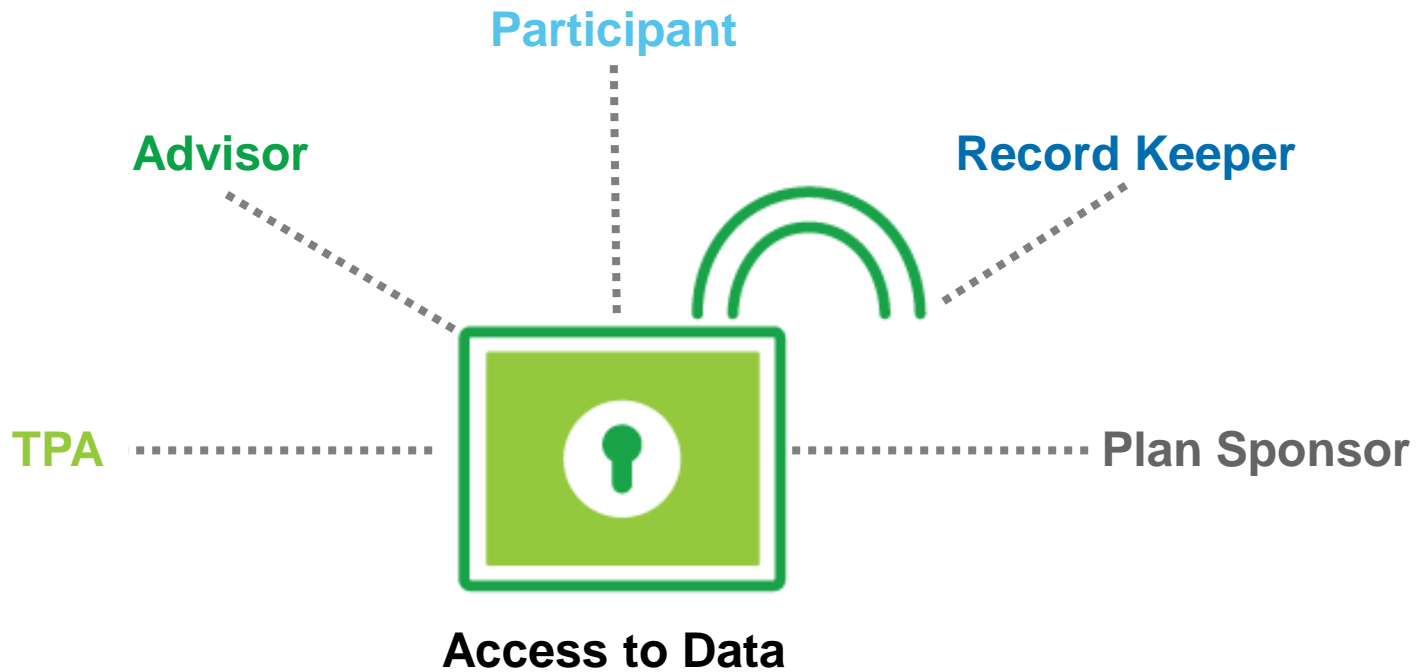 Participant
Advisor
Record Keeper
TPA
Plan Sponsor
Access to Data